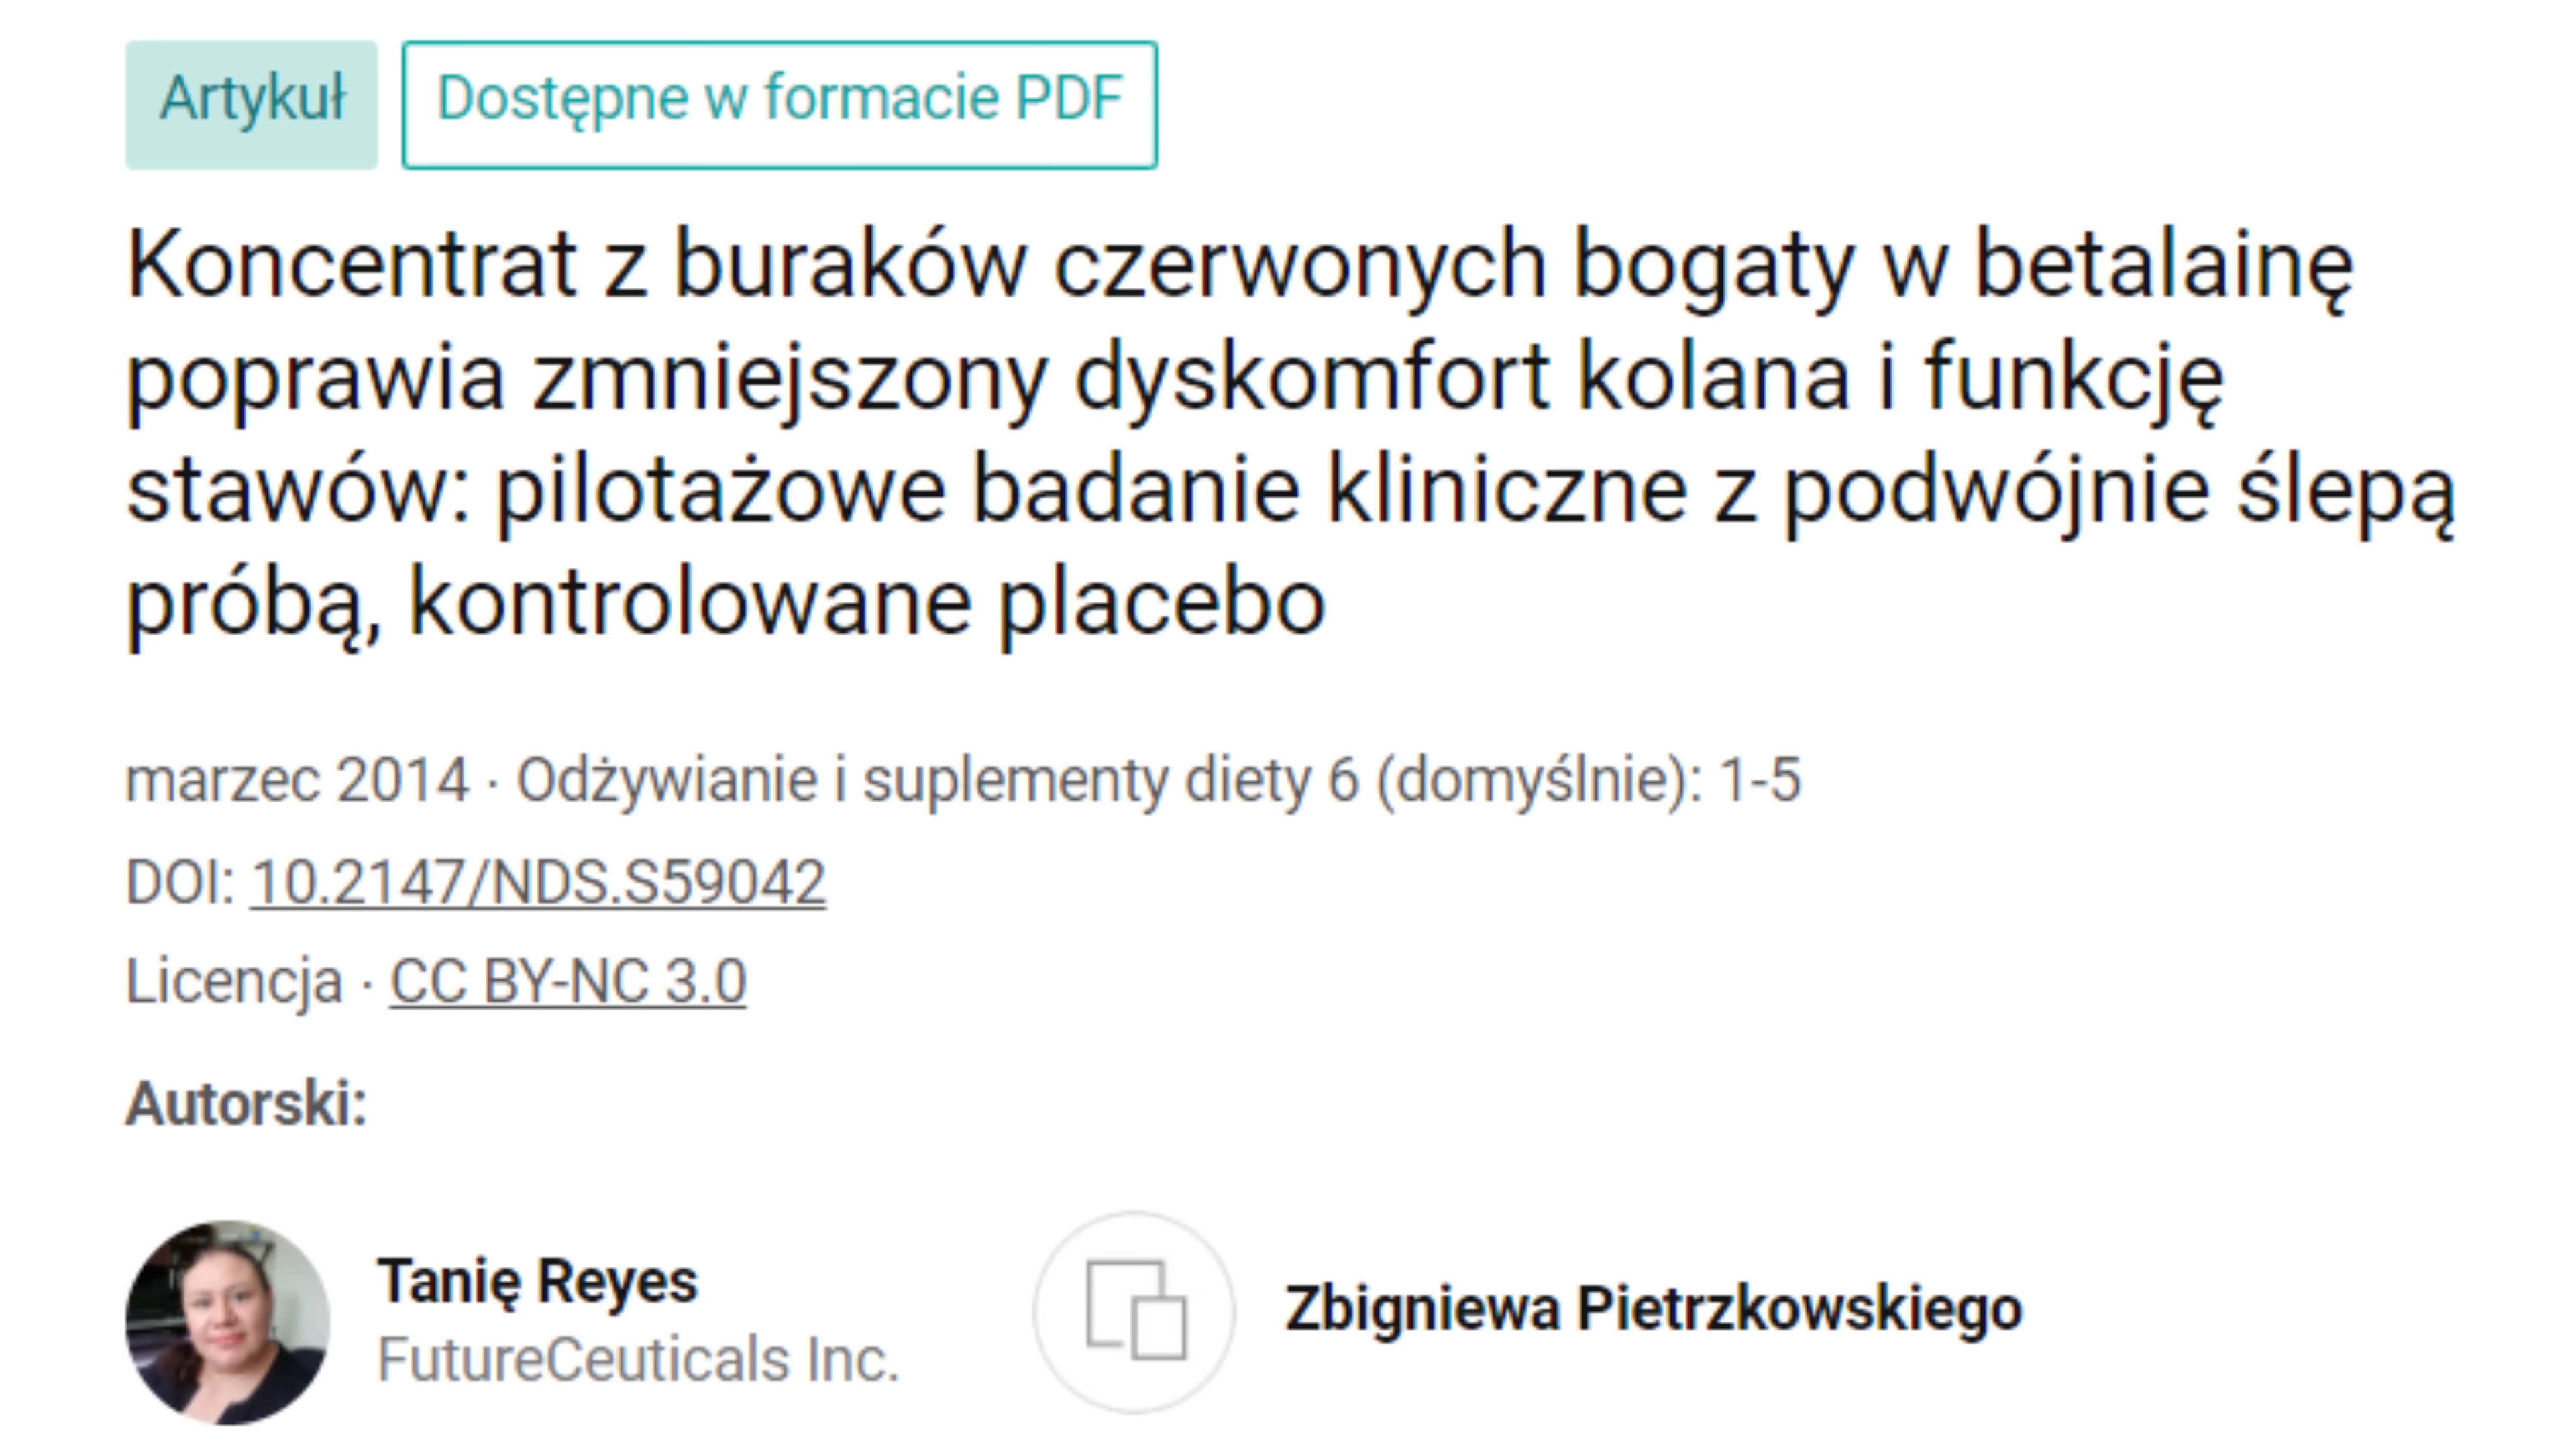 Artykuł Dostępne w formacie PDF
Koncentrat z buraków czerwonych bogaty w betalainę
poprawia zmniejszony dyskomfort kolana i funkcję
stawów: pilotażowe badanie kliniczne z podwójnie ślepą
próbą, kontrolowane placebo
marzec 2014 · Odżywianie i suplementy diety 6 (domyślnie): 1-5
DOI: 10.2147/NDS.S59042
Licencja · CC BY-NC 3.0
Autorski:
Tanię Reyes
FutureCeuticals Inc.
Zbigniewa Pietrzkowskiego